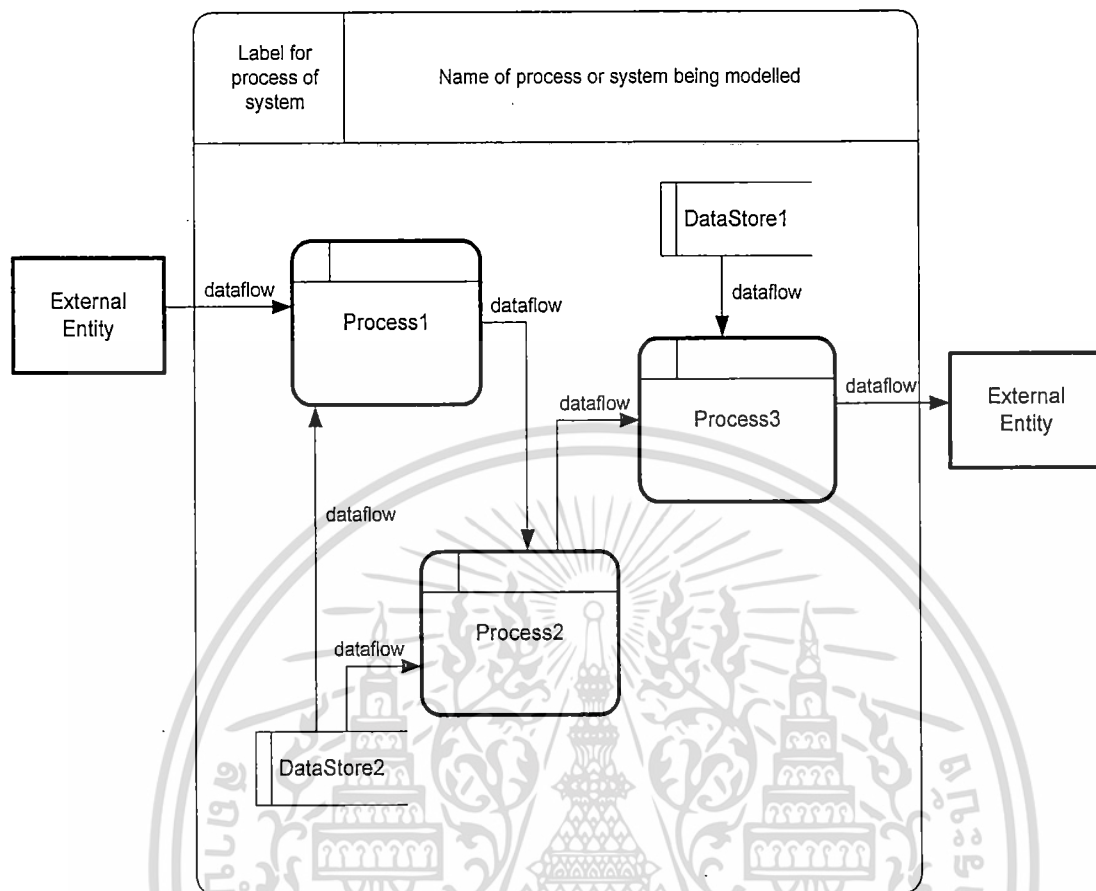 Label for
process of
system
Name of process or system being modelled
DataStore1
External
Entity
dataflow
Process1
dataflow
dataflow
Process3
dataflow
dataflow
External
Entity
dataflow
Process2
dataflow
DataStore2